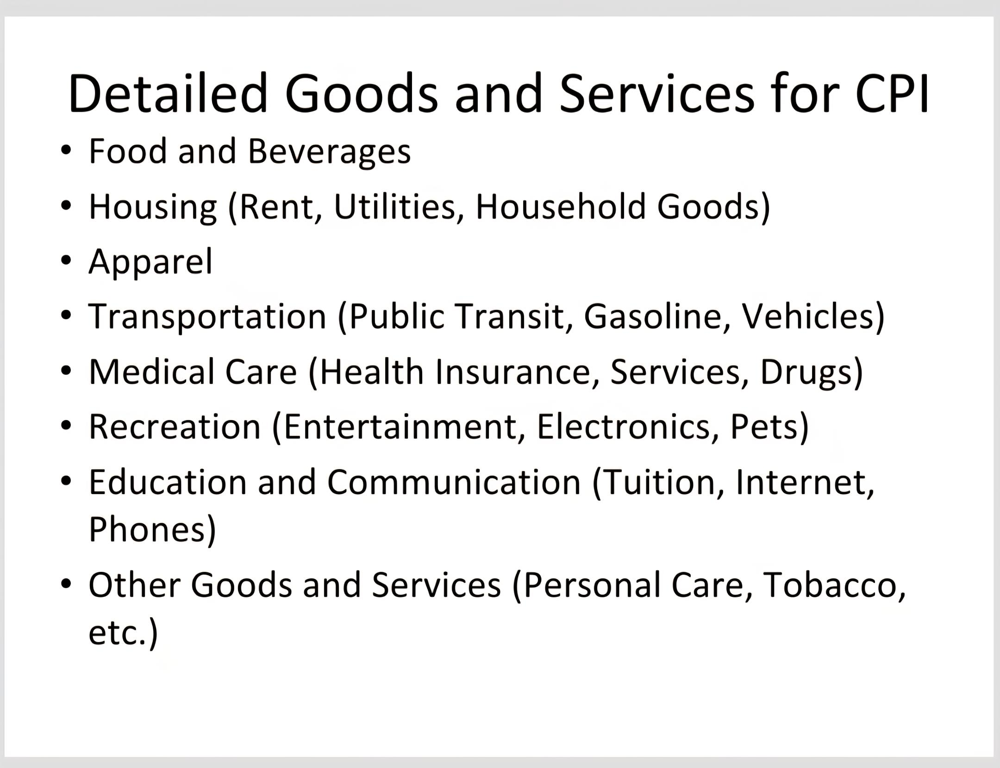 Detailed Goods and Services for CPI
• Food and Beverages
• Housing (Rent, Utilities, Household Goods)
• Apparel
• Transportation (Public Transit, Gasoline, Vehicles)
• Medical Care (Health Insurance, Services, Drugs)
• Recreation (Entertainment, Electronics, Pets)
• Education and Communication (Tuition, Internet,
Phones)
• Other Goods and Services (Personal Care, Tobacco,
etc.)